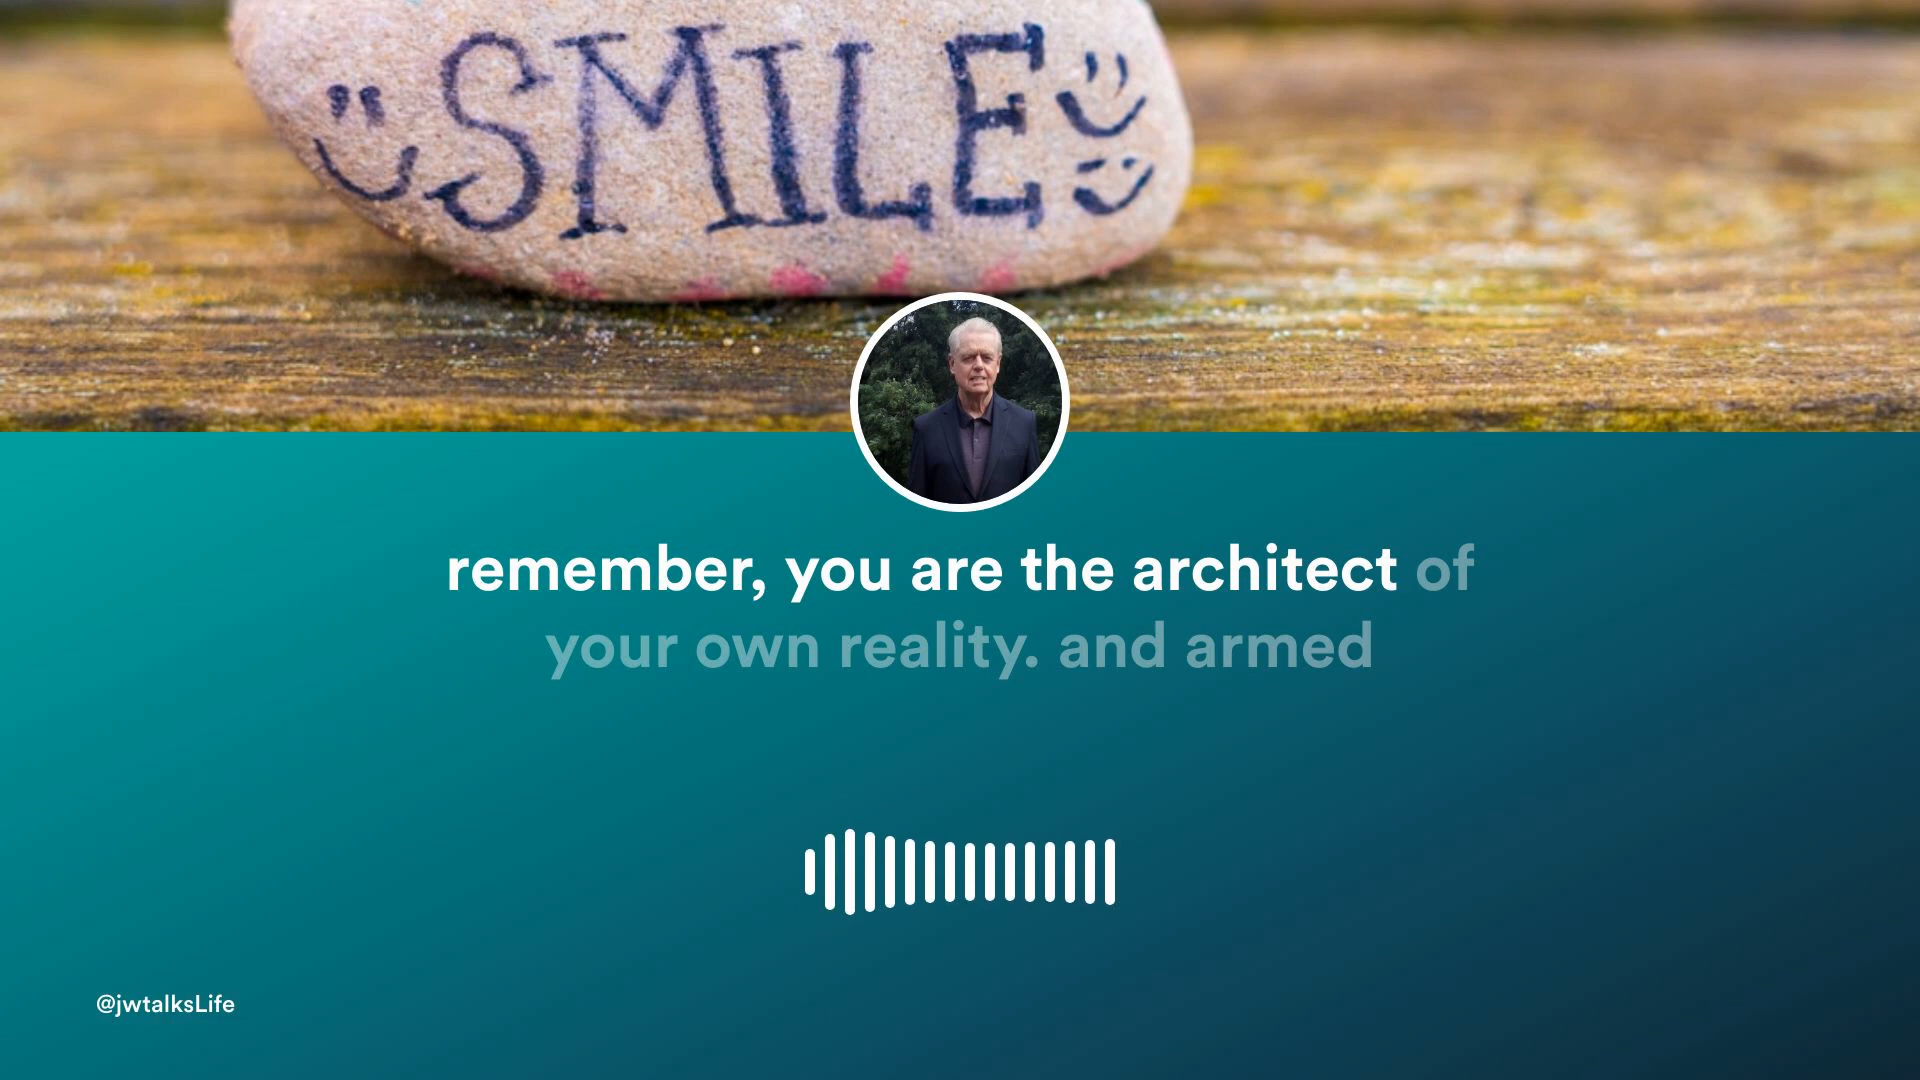 SMILE
remember, you are the architect of
your own reality. and armed
@jwtalksLife